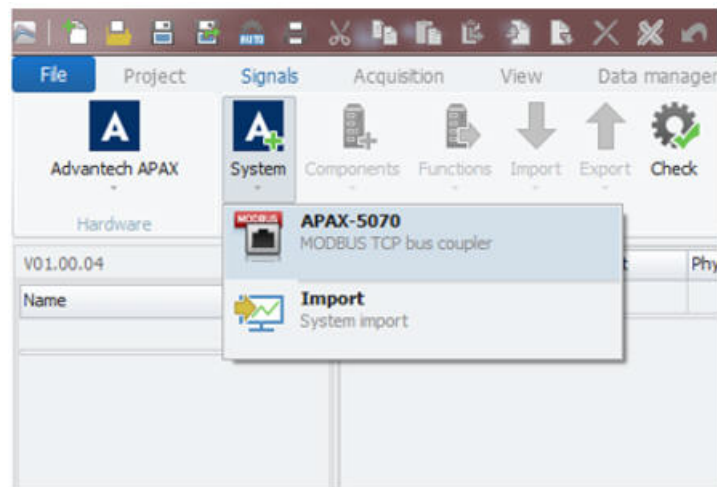 AUTO
File Project Signals Acquisition View Data manager
Advantech APAX System Components Functions Import Export Check
Hardware
MODBUS APAX-5070
MODBUS TCP bus coupler
V01.00.04 Phy
Name Import
System import